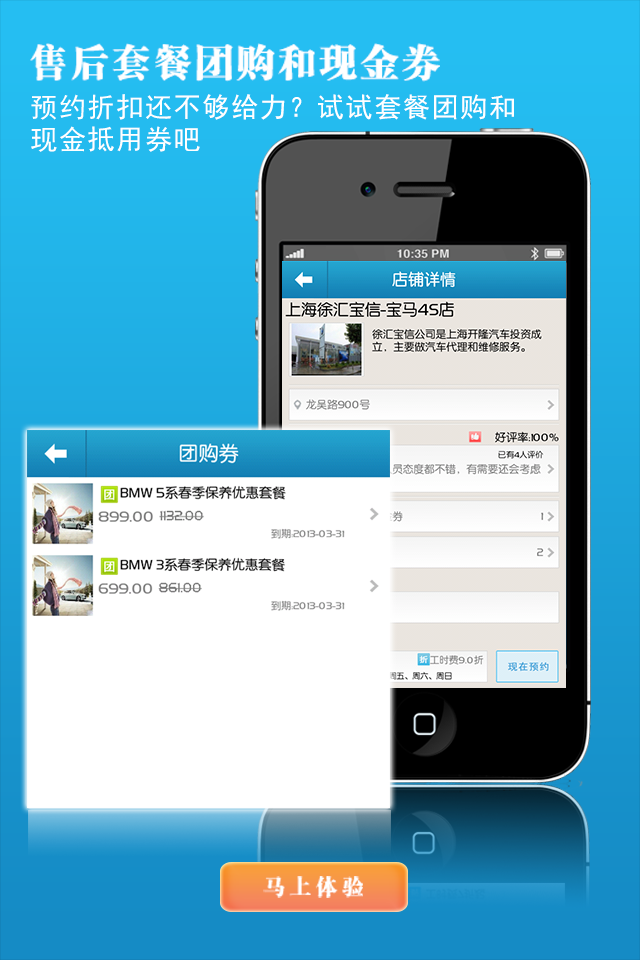 售后套餐团购和现金券
预约折扣还不够给力？试试套餐团购和
现金抵用券吧
10:35 PM
店铺详情
上海徐汇宝信-宝马4S店
徐汇宝信公司是上海开隆汽车投资成
立，主要做汽车代理和维修服务。
龙吴路900号
好评率:100%
已有4人评价
员态度都不错，有需要还会考虑
券 1
2
折 工时费9.0折
周五、周六、周日
现在预约
团购券
团 BMW 5系春季保养优惠套餐
899.00 1132.00
到期 2013-03-31
团 BMW 3系春季保养优惠套餐
699.00 861.00
到期 2013-03-31
马上体验